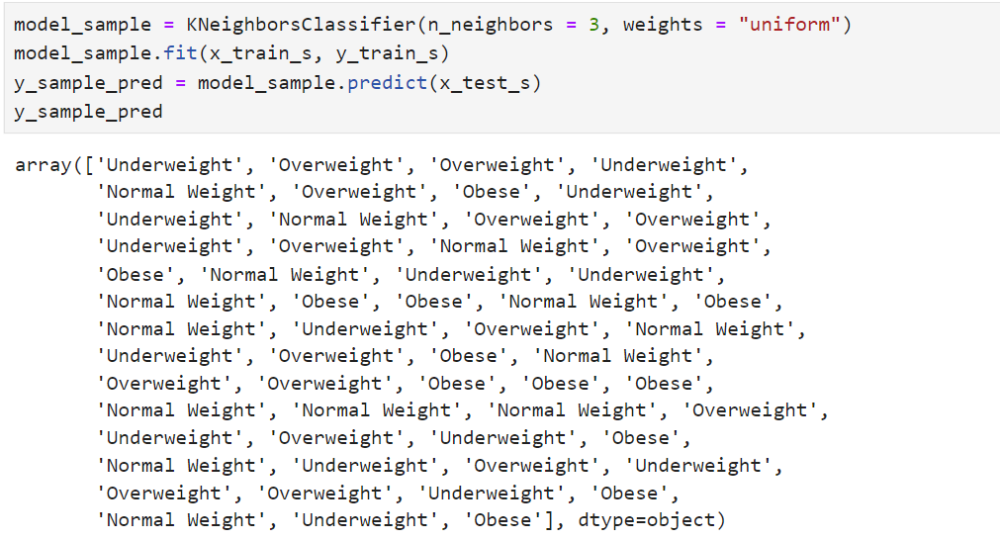 model_sample = KNeighborsClassifier(n_neighbors = 3, weights = "uniform")
model_sample.fit(x_train_s, y_train_s)
y_sample_pred = model_sample.predict(x_test_s)
y_sample_pred
array(['Underweight', 'Overweight', 'Overweight', 'Underweight',
'Normal Weight', 'Overweight', 'Obese', 'Underweight',
'Underweight', 'Normal Weight', 'Overweight', 'Overweight',
'Underweight', 'Overweight', 'Normal Weight', 'Overweight',
'Obese', 'Normal Weight', 'Underweight', 'Underweight',
'Normal Weight', 'Obese', 'Obese', 'Normal Weight', 'Obese',
'Normal Weight', 'Underweight', 'Overweight', 'Normal Weight',
'Underweight', 'Overweight', 'Obese', 'Normal Weight',
'Overweight', 'Overweight', 'Obese', 'Obese', 'Obese',
'Normal Weight', 'Normal Weight', 'Normal Weight', 'Overweight',
'Underweight', 'Overweight', 'Underweight', 'Obese',
'Normal Weight', 'Underweight', 'Overweight', 'Underweight',
'Overweight', 'Overweight', 'Underweight', 'Obese',
'Normal Weight', 'Underweight', 'Obese'], dtype=object)